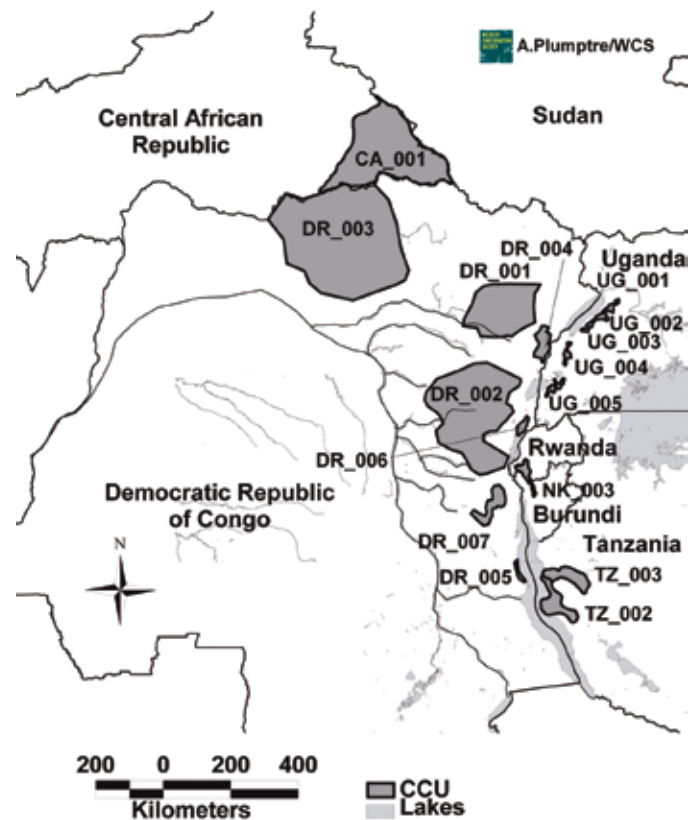 A.Plumptre/WCS
Central African
Republic
Sudan
CA_001
DR_003
DR_004
DR_001
Uganda
UG_001
UG_002
UG_003
UG_004
DR_002
UG_005
DR_006
Rwanda
Democratic Republic
of Congo
NK_003
Burundi
DR_007
Tanzania
DR_005
TZ_003
TZ_002
N
200 0 200 400
Kilometers
CCU
Lakes